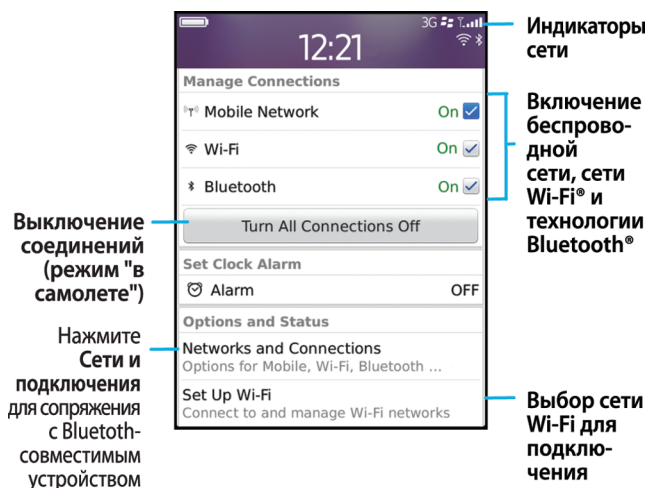 3G
12:21
Manage Connections
Mobile Network On
Wi-Fi On
Bluetooth On
Turn All Connections Off
Set Clock Alarm
Alarm OFF
Options and Status
Networks and Connections
Options for Mobile, Wi-Fi, Bluetooth ...
Set Up Wi-Fi
Connect to and manage Wi-Fi networks
Выключение
соединений
(режим "в
самолете")
Нажмите
Сети и
подключения
для сопряжения
с Bluetoth-
совместимым
устройством
Индикаторы
сети
Включение
беспрово-
дной
сети, сети
Wi-Fi® и
технологии
Bluetooth®
Выбор сети
Wi-Fi для
подклю-
чения